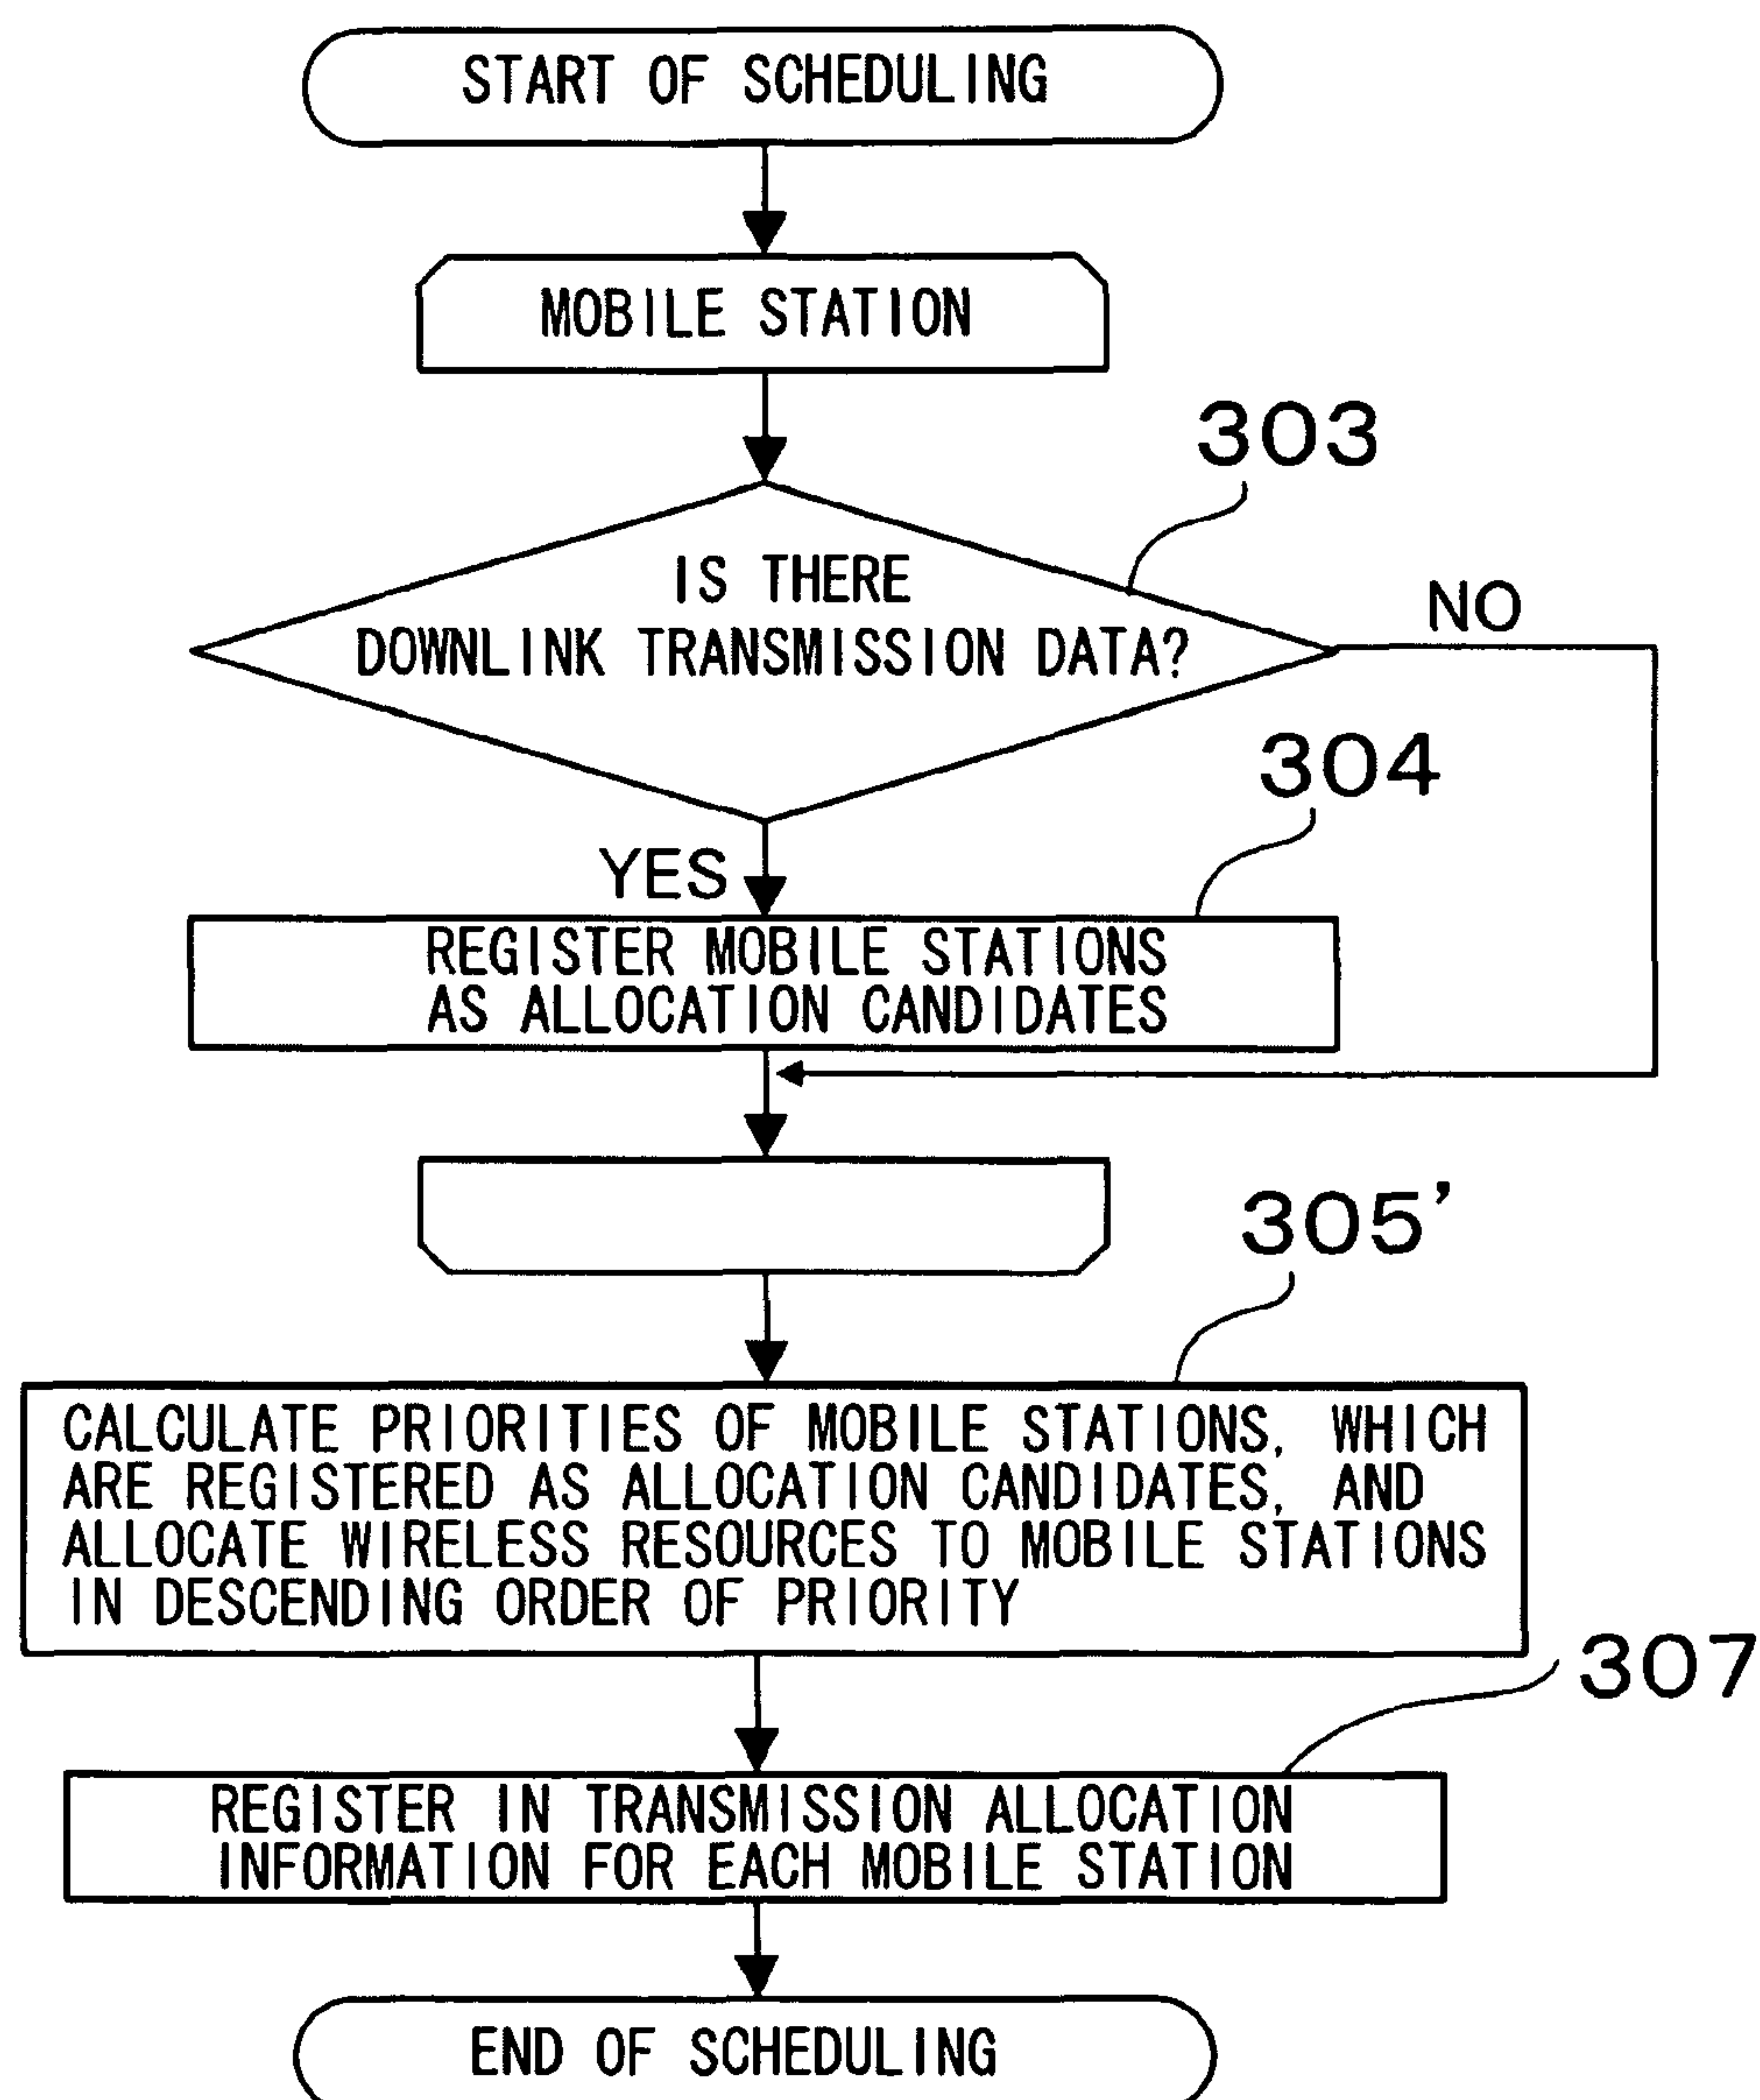 START OF SCHEDULING
MOBILE STATION
303
IS THERE
DOWNLINK TRANSMISSION DATA?
NO
304
YES
REGISTER MOBILE STATIONS
AS ALLOCATION CANDIDATES
305’
CALCULATE PRIORITIES OF MOBILE STATIONS, WHICH
ARE REGISTERED AS ALLOCATION CANDIDATES, AND
ALLOCATE WIRELESS RESOURCES TO MOBILE STATIONS
IN DESCENDING ORDER OF PRIORITY
307
REGISTER IN TRANSMISSION ALLOCATION
INFORMATION FOR EACH MOBILE STATION
END OF SCHEDULING